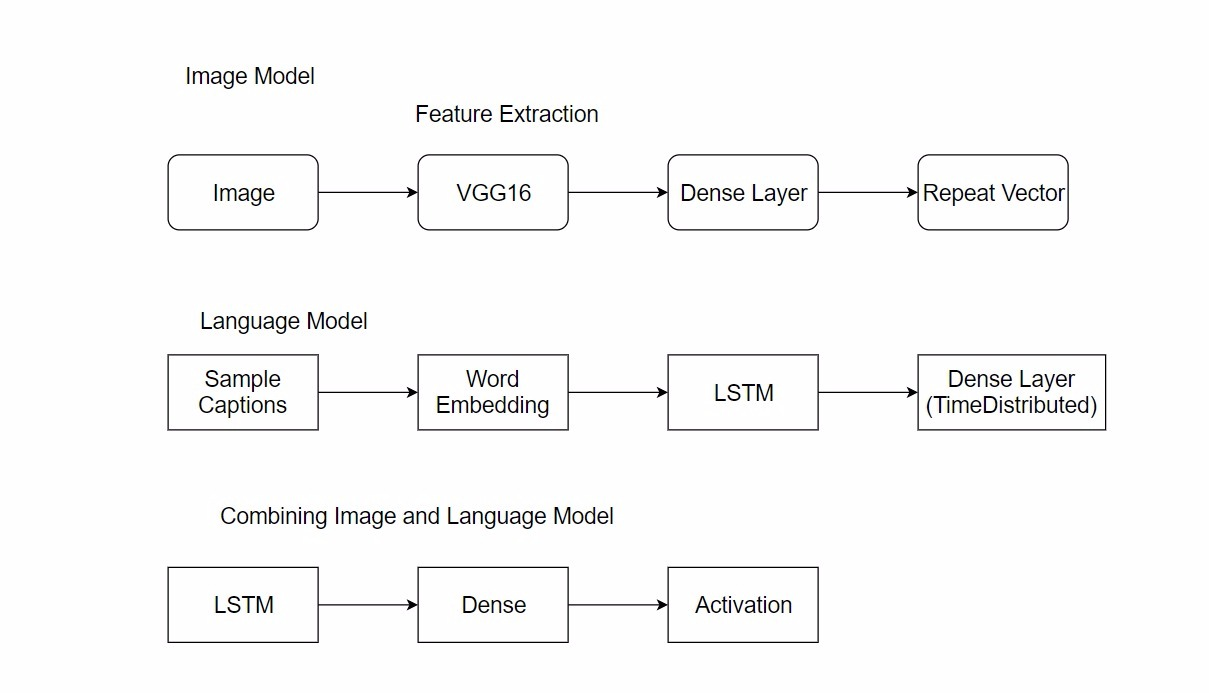 Image Model
Feature Extraction
Image
VGG16
Dense Layer
Repeat Vector
Language Model
Sample
Captions
Word
Embedding
LSTM
Dense Layer
(TimeDistributed)
Combining Image and Language Model
LSTM
Dense
Activation